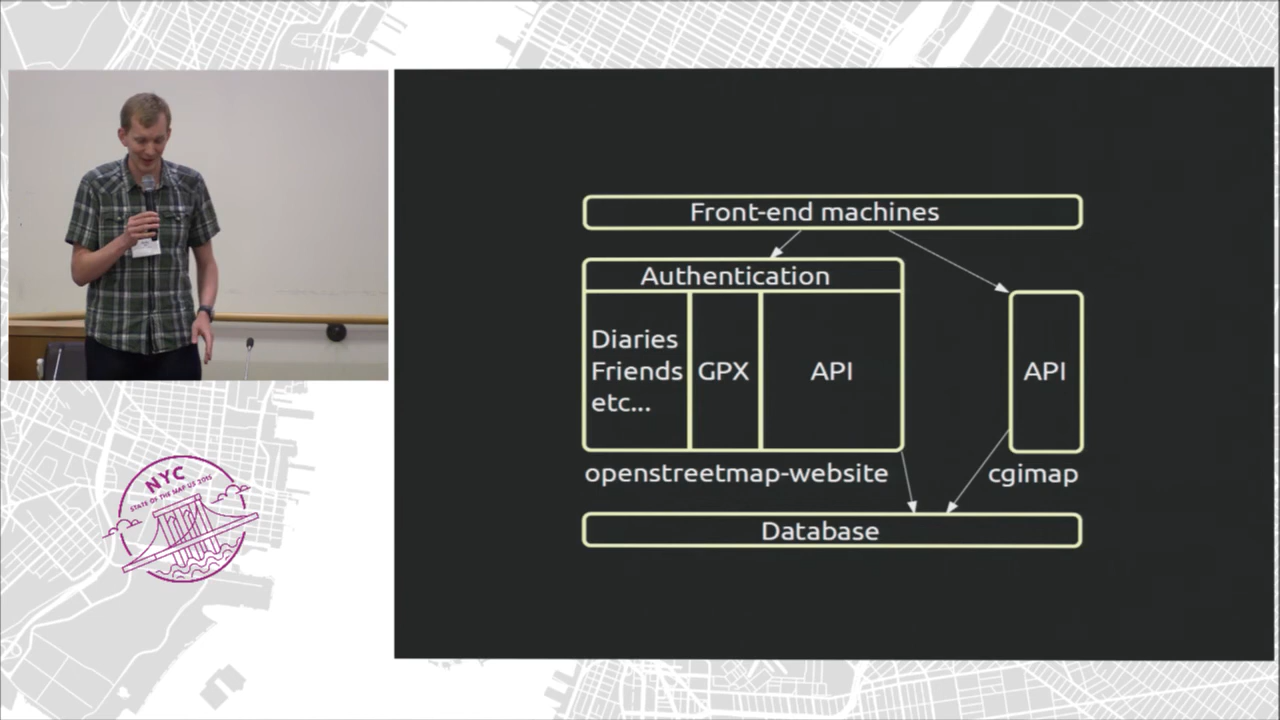 NYC
STATE OF THE MAP US 2015
Front-end machines
Authentication
Diaries
Friends
etc...
GPX
API
API
openstreetmap-website
cgimap
Database